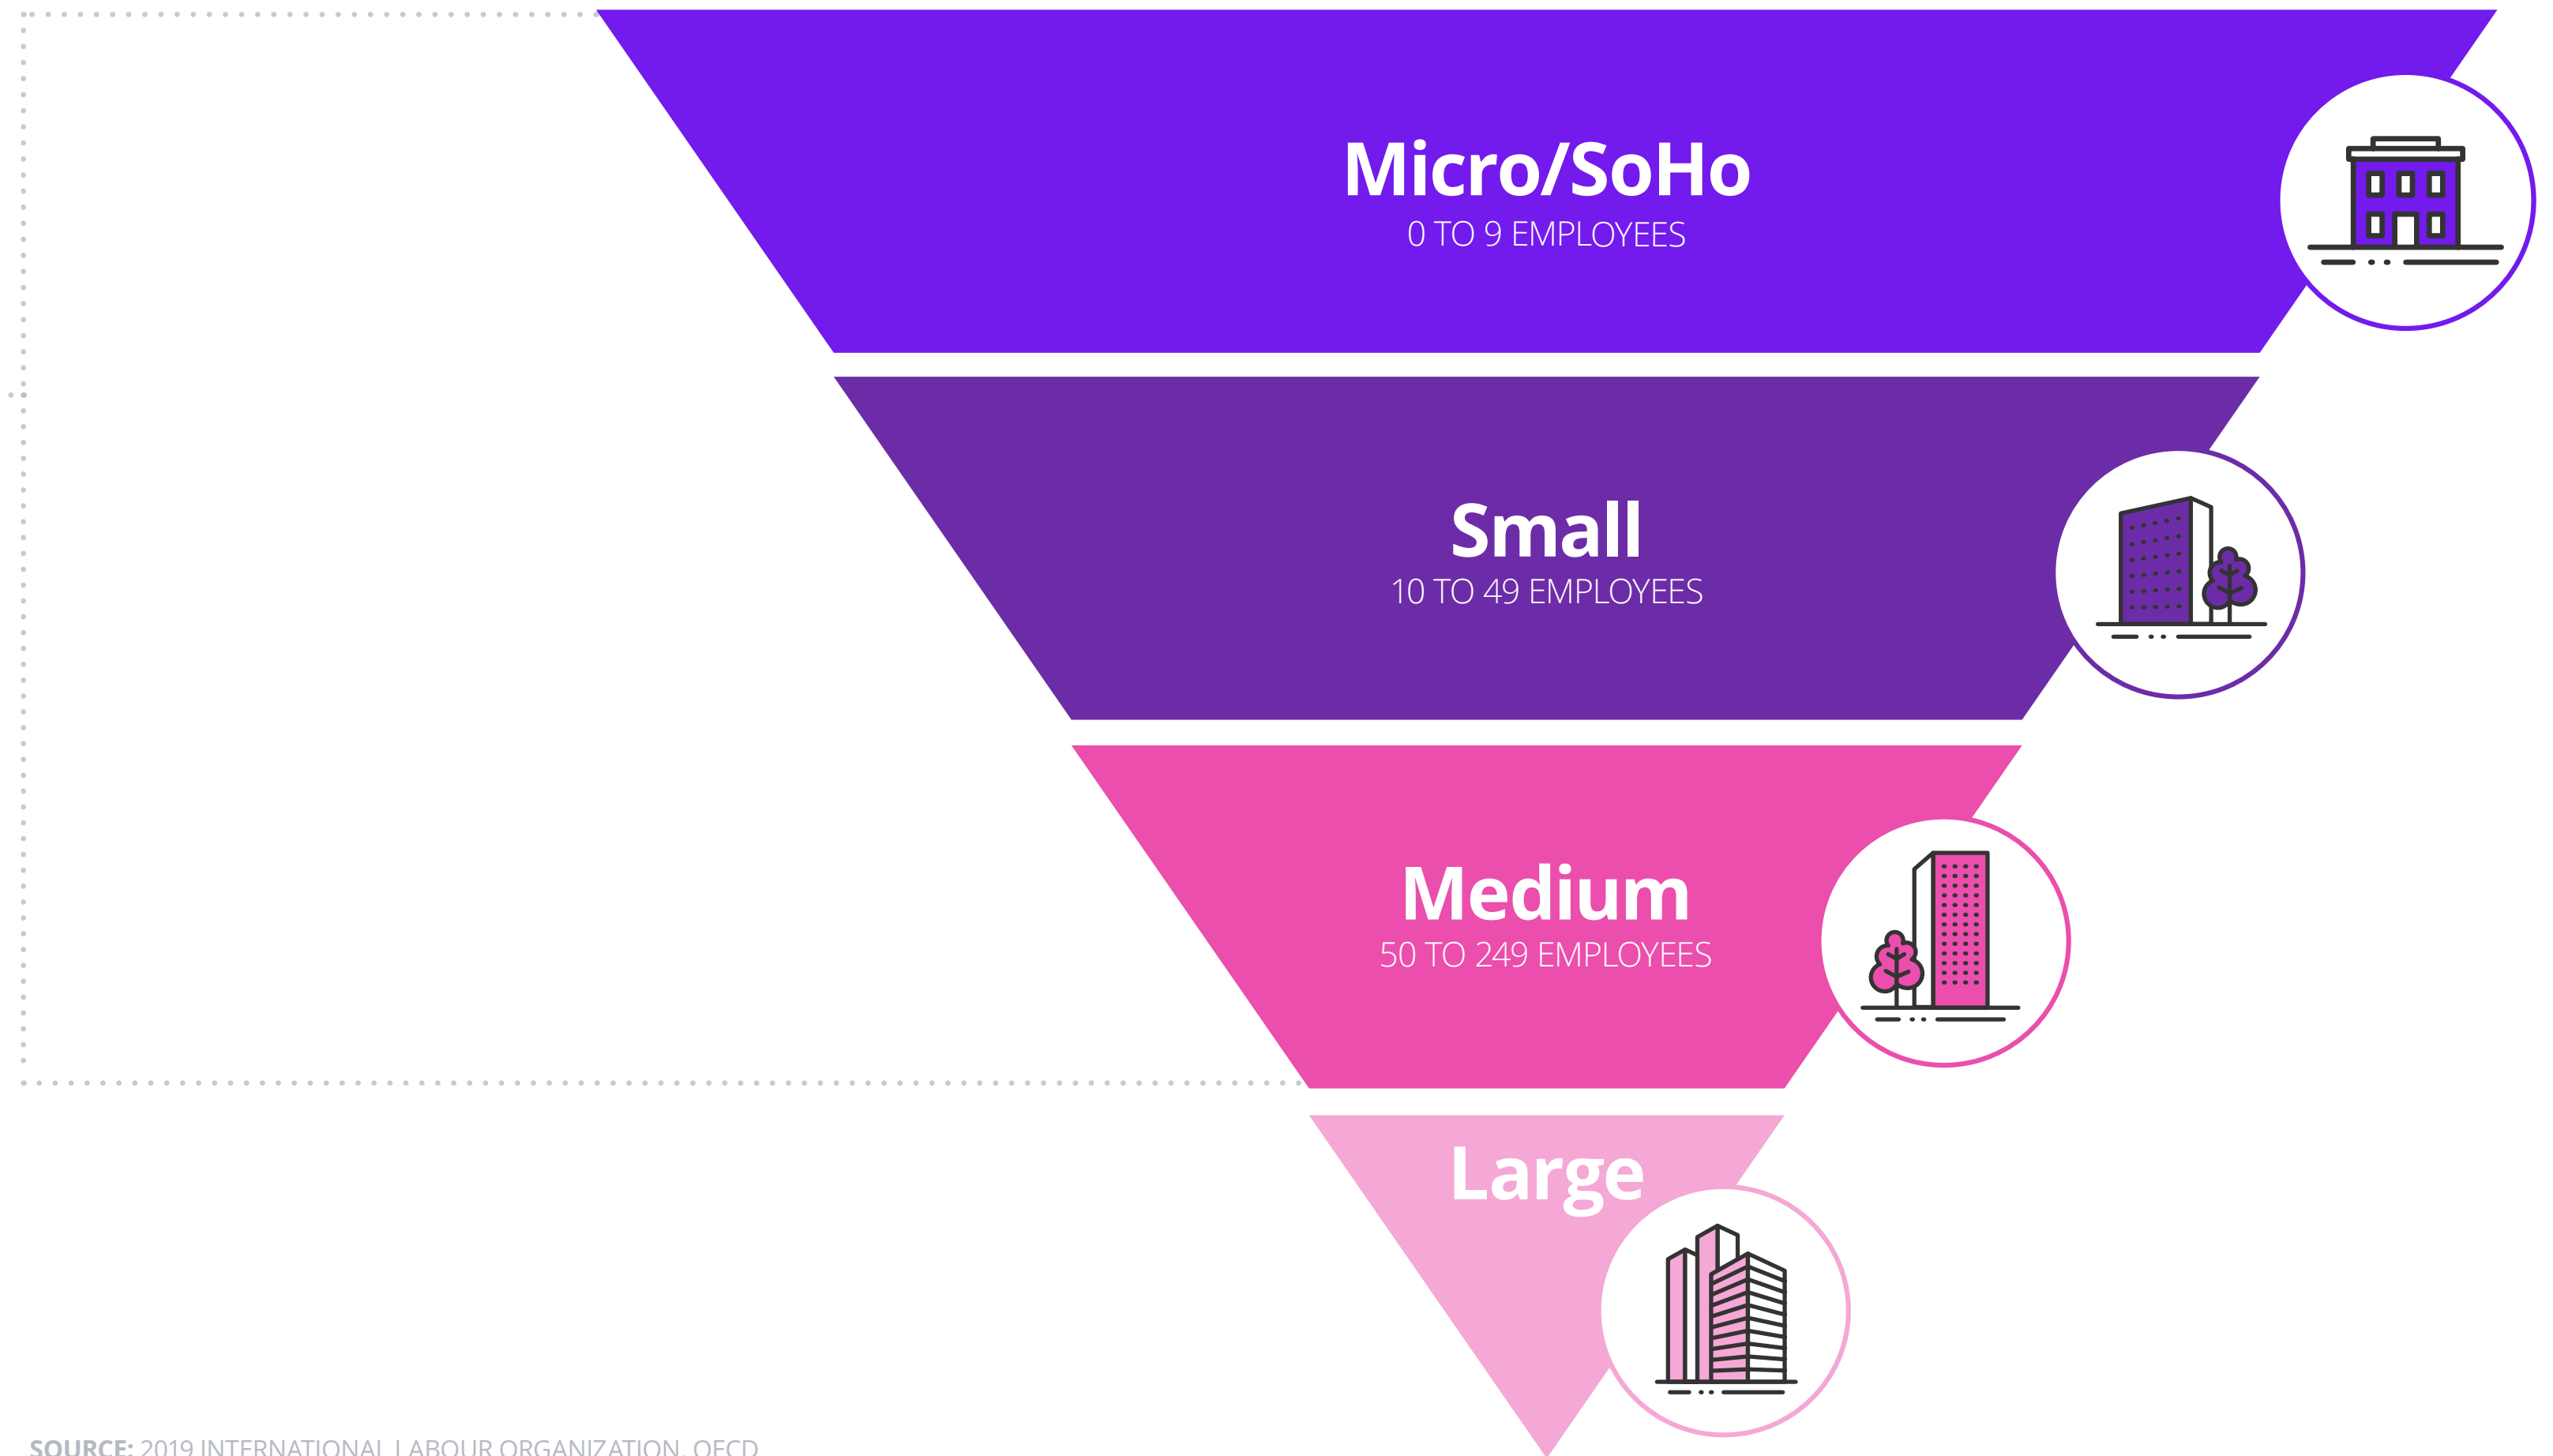 Micro/SoHo
0 TO 9 EMPLOYEES
Small
10 TO 49 EMPLOYEES
Medium
50 TO 249 EMPLOYEES
Large
SOURCE: 2019 INTERNATIONAL LABOUR ORGANIZATION, OECD